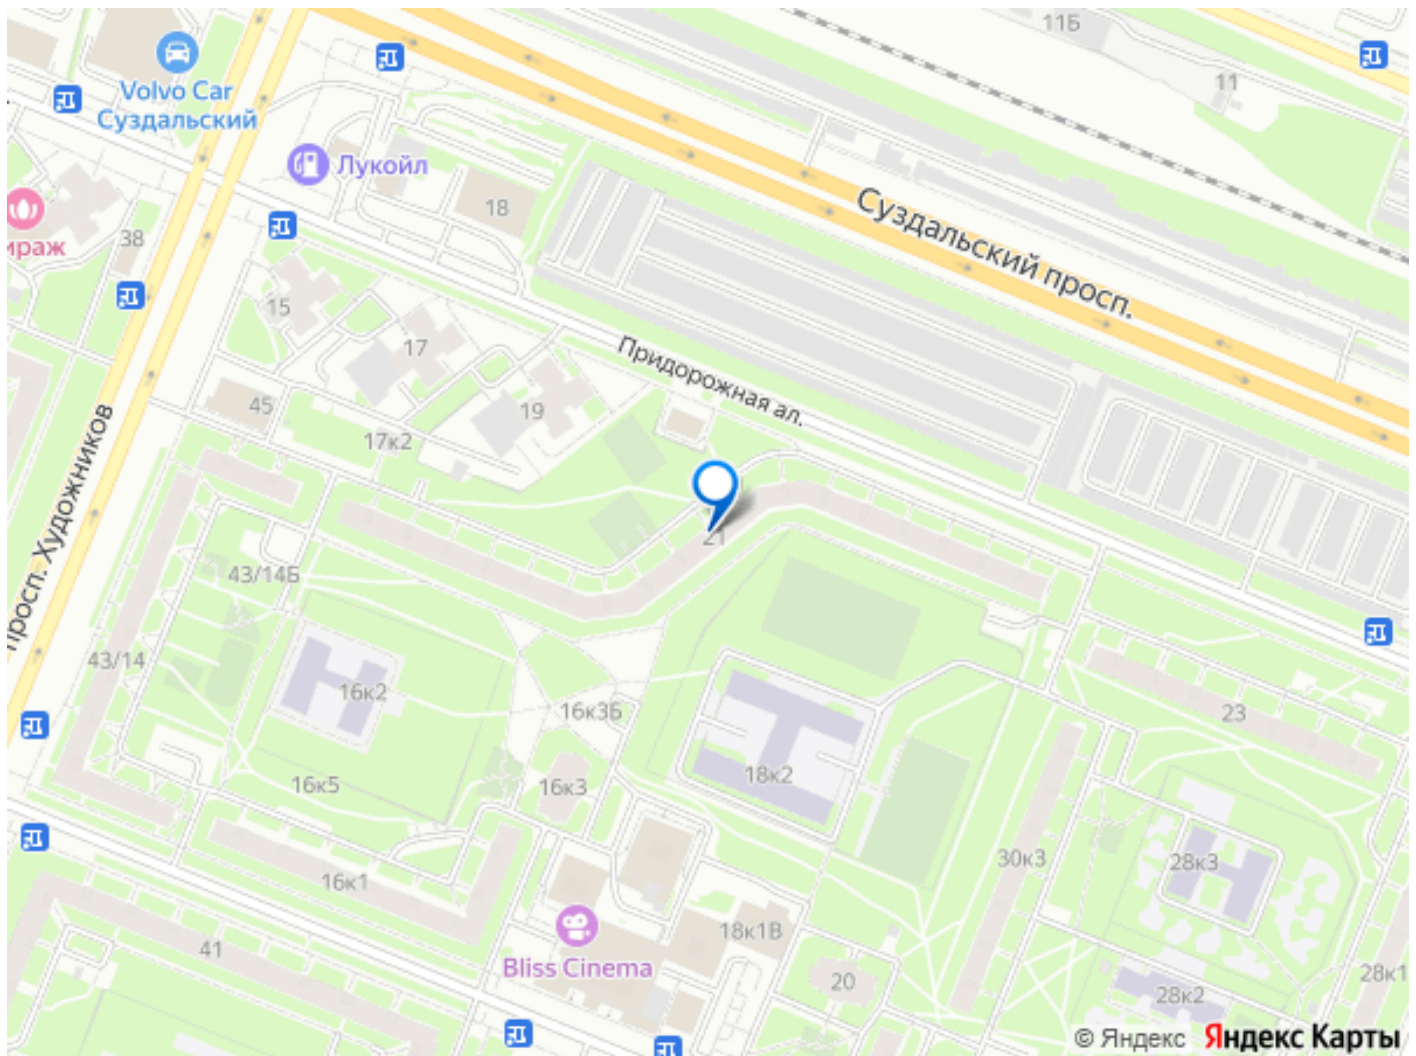 11Б
11
Volvo Car
Суздальский
Лукойл
18
Суздальский просп.
38
ираж
15
17
Придорожная ал.
19
45
17к2
просп. Художников
21
43/14Б
43/14
16к2
16к3Б
23
18к2
16к5
16к3
30к3
28к3
16к1
18к1В
41
Bliss Cinema
20
28к1
28к2
© Яндекс Яндекс Карты